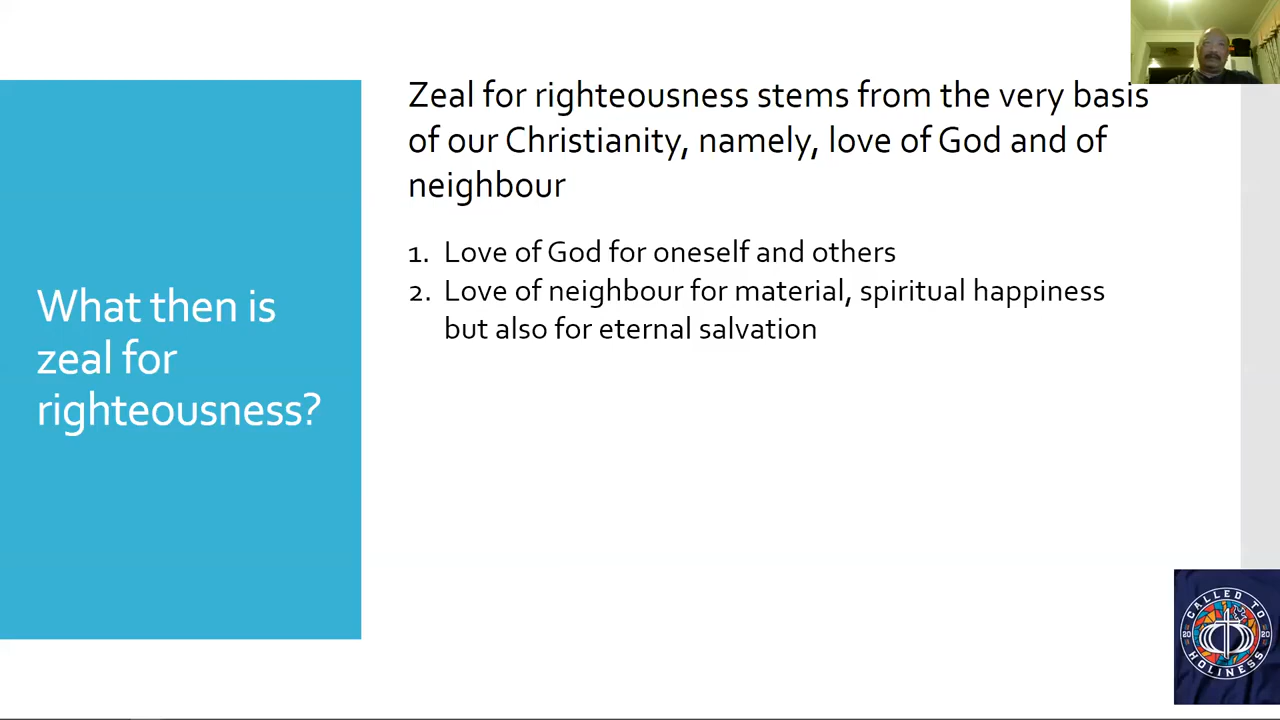 Zeal for righteousness stems from the very basis
of our Christianity, namely, love of God and of
neighbour
1. Love of God for oneself and others
2. Love of neighbour for material, spiritual happiness
but also for eternal salvation
What then is
zeal for
righteousness?
CALLED TO
20 20
HOLINESS